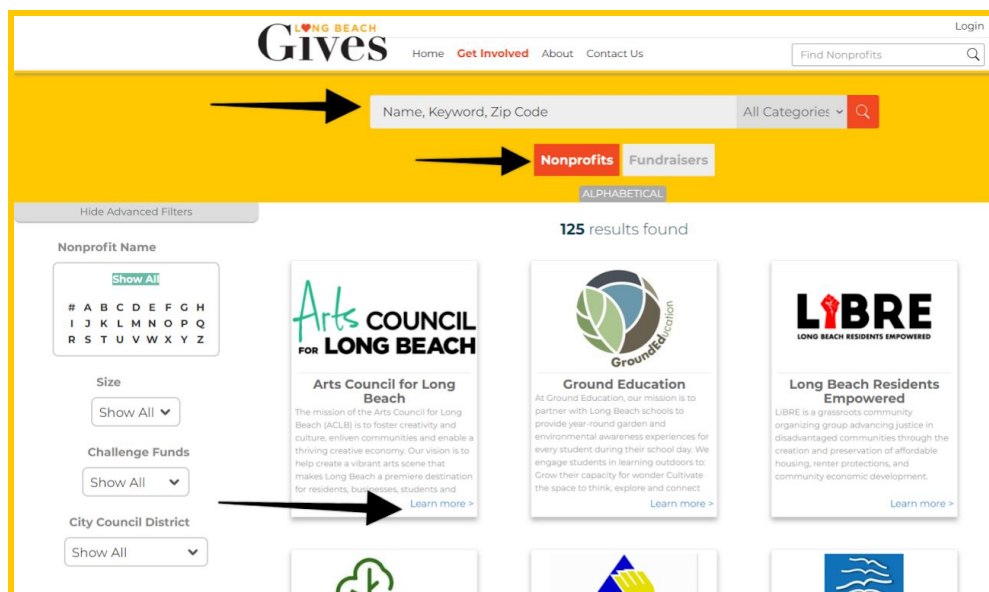 LONG BEACH
Gives
Home Get Involved About Contact Us
Login
Find Nonprofits
Name, Keyword, Zip Code
All Categories
Nonprofits Fundraisers
ALPHABETICAL
Hide Advanced Filters
125 results found
Nonprofit Name
Show All
# A B C D E F G H
I J K L M N O P Q
R S T U V W X Y Z
Size
Show All
Challenge Funds
Show All
City Council District
Show All
Arts COUNCIL
FOR LONG BEACH
Arts Council for Long
Beach
The mission of the Arts Council for Long
Beach (ACLB) is to foster creativity and
culture, enliven communities and enable a
thriving creative economy. Our vision is to
help create a vibrant arts scene that
makes Long Beach a premiere destination
for residents, businesses, students and
Learn more >
GroundEducation
Ground Education
At Ground Education, our mission is to
partner with Long Beach schools to
provide year-round garden and
environmental awareness experiences for
every student during their school day. We
engage students in learning outdoors to:
Grow their capacity for wonder Cultivate
the space to think, explore and connect
Learn more >
LiBRE
LONG BEACH RESIDENTS EMPOWERED
Long Beach Residents
Empowered
LiBRE is a grassroots community
organizing group advancing justice in
disadvantaged communities through the
creation and preservation of affordable
housing, renter protections, and
community economic development.
Learn more >